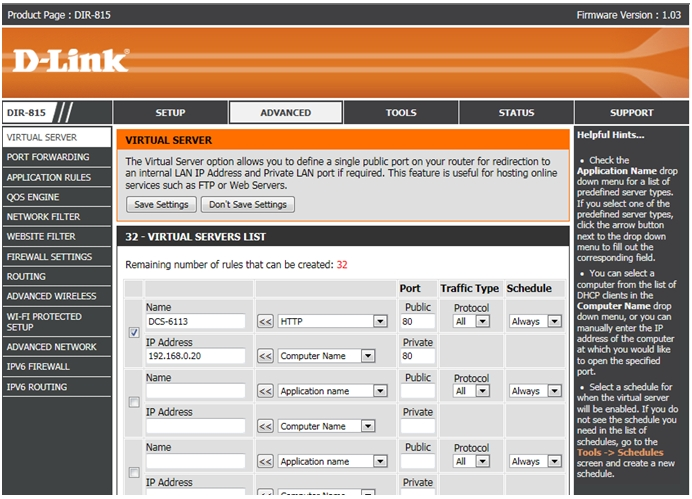 Product Page : DIR-815
Firmware Version : 1.03
D-Link
DIR-815
SETUP
ADVANCED
TOOLS
STATUS
SUPPORT
VIRTUAL SERVER
PORT FORWARDING
APPLICATION RULES
QOS ENGINE
NETWORK FILTER
WEBSITE FILTER
FIREWALL SETTINGS
ROUTING
ADVANCED WIRELESS
WI-FI PROTECTED
SETUP
ADVANCED NETWORK
IPV6 FIREWALL
IPV6 ROUTING
VIRTUAL SERVER
The Virtual Server option allows you to define a single public port on your router for redirection to
an internal LAN IP Address and Private LAN port if required. This feature is useful for hosting online
services such as FTP or Web Servers.
Save Settings
Don't Save Settings
32 - VIRTUAL SERVERS LIST
Remaining number of rules that can be created: 32
Port
Traffic Type
Schedule
Name
DCS-6113
<<
HTTP
Public
80
Protocol
All
Always
IP Address
192.168.0.20
<<
Computer Name
Private
80
Name
<<
Application name
Public
Protocol
All
Always
IP Address
<<
Computer Name
Private
Name
<<
Application name
Public
Protocol
All
Always
IP Address
<<
Computer Name
Private
Helpful Hints...
• Check the
Application Name drop
down menu for a list of
predefined server types.
If you select one of the
predefined server types,
click the arrow button
next to the drop down
menu to fill out the
corresponding field.
• You can select a
computer from the list of
DHCP clients in the
Computer Name drop
down menu, or you can
manually enter the IP
address of the computer
at which you would like
to open the specified
port.
• Select a schedule for
when the virtual server
will be enabled. If you do
not see the schedule you
need in the list of
schedules, go to the
Tools -> Schedules
screen and create a new
schedule.